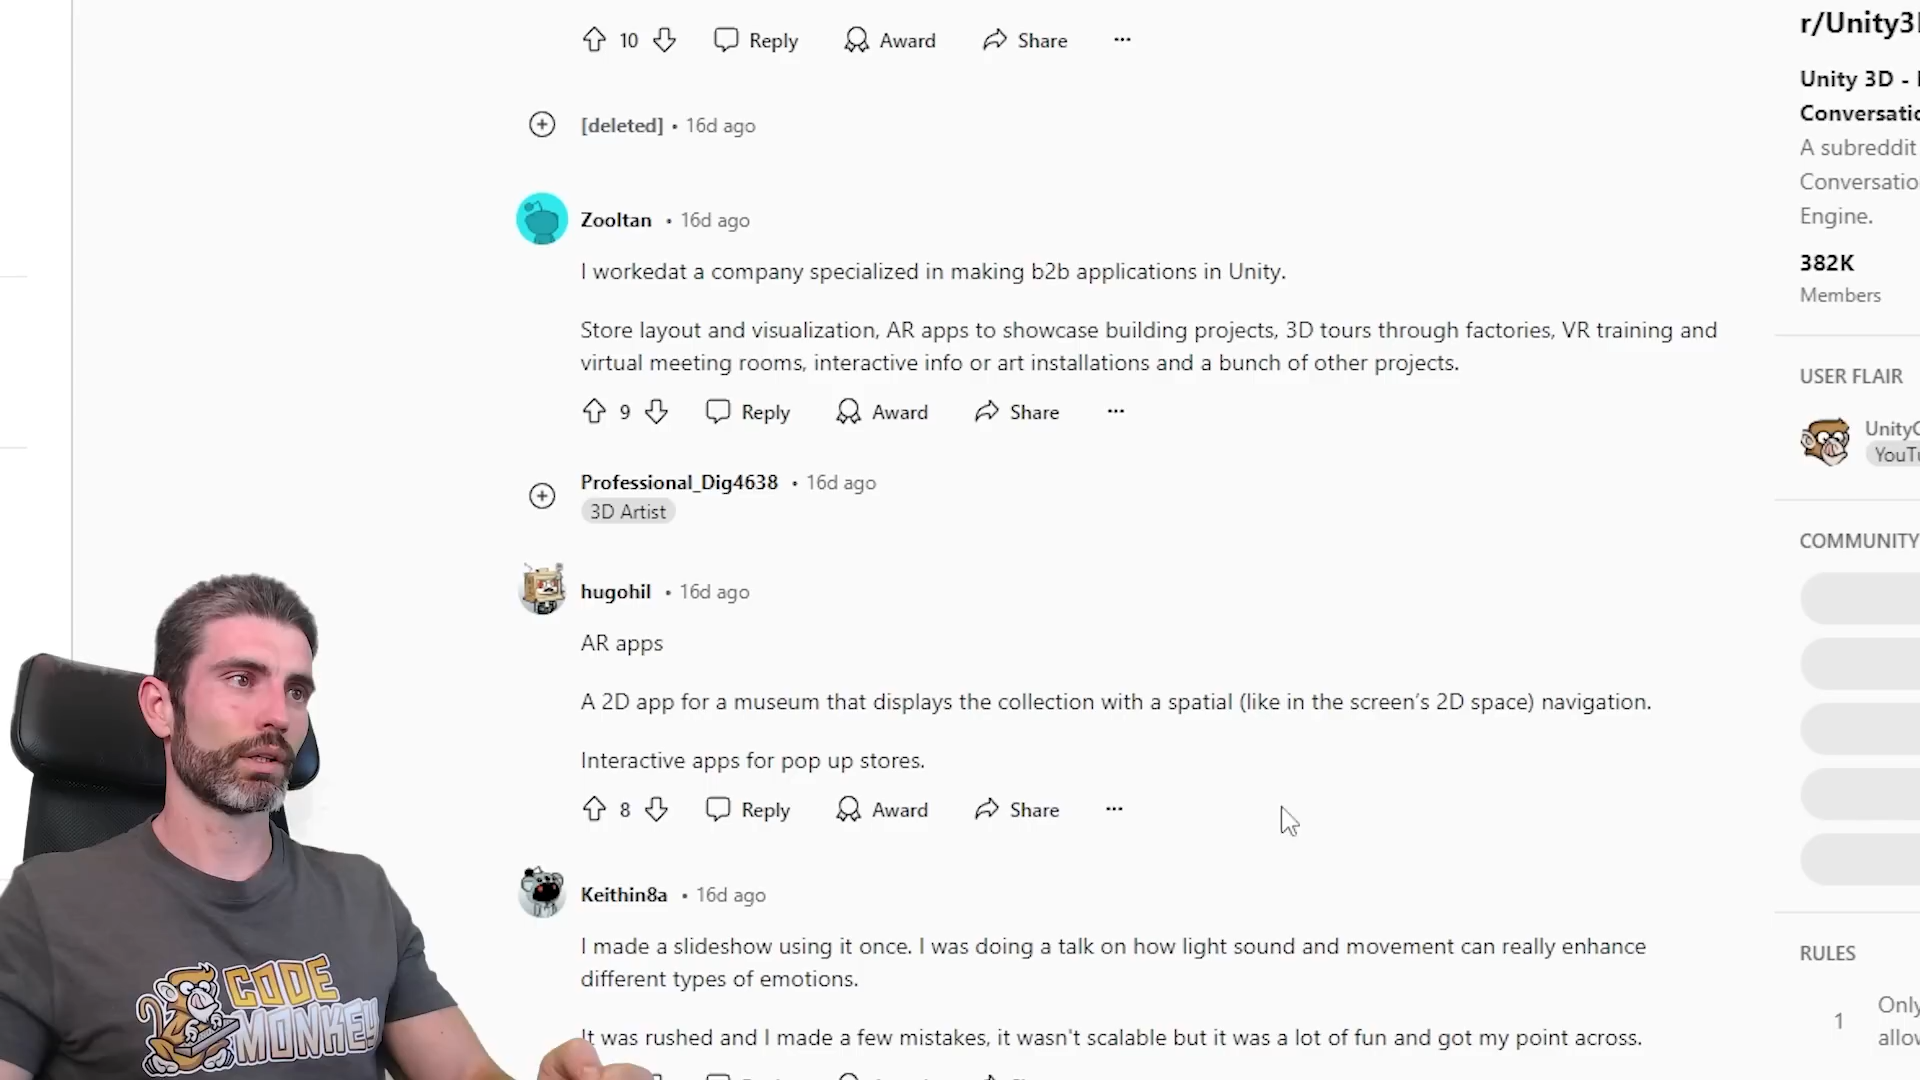 10 Reply Award Share ...
[deleted] • 16d ago
Zooltan • 16d ago
I workedat a company specialized in making b2b applications in Unity.
Store layout and visualization, AR apps to showcase building projects, 3D tours through factories, VR training and
virtual meeting rooms, interactive info or art installations and a bunch of other projects.
9 Reply Award Share ...
Professional_Dig4638 • 16d ago
3D Artist
hugohil • 16d ago
AR apps
A 2D app for a museum that displays the collection with a spatial (like in the screen’s 2D space) navigation.
Interactive apps for pop up stores.
8 Reply Award Share ...
Keithin8a • 16d ago
I made a slideshow using it once. I was doing a talk on how light sound and movement can really enhance
different types of emotions.
It was rushed and I made a few mistakes, it wasn't scalable but it was a lot of fun and got my point across.
r/Unity3
Unity 3D -
Conversatio
A subreddit
Conversatio
Engine.
382K
Members
USER FLAIR
Unity
YouT
COMMUNITY
RULES
1 Only
allow
CODE
MONKEY